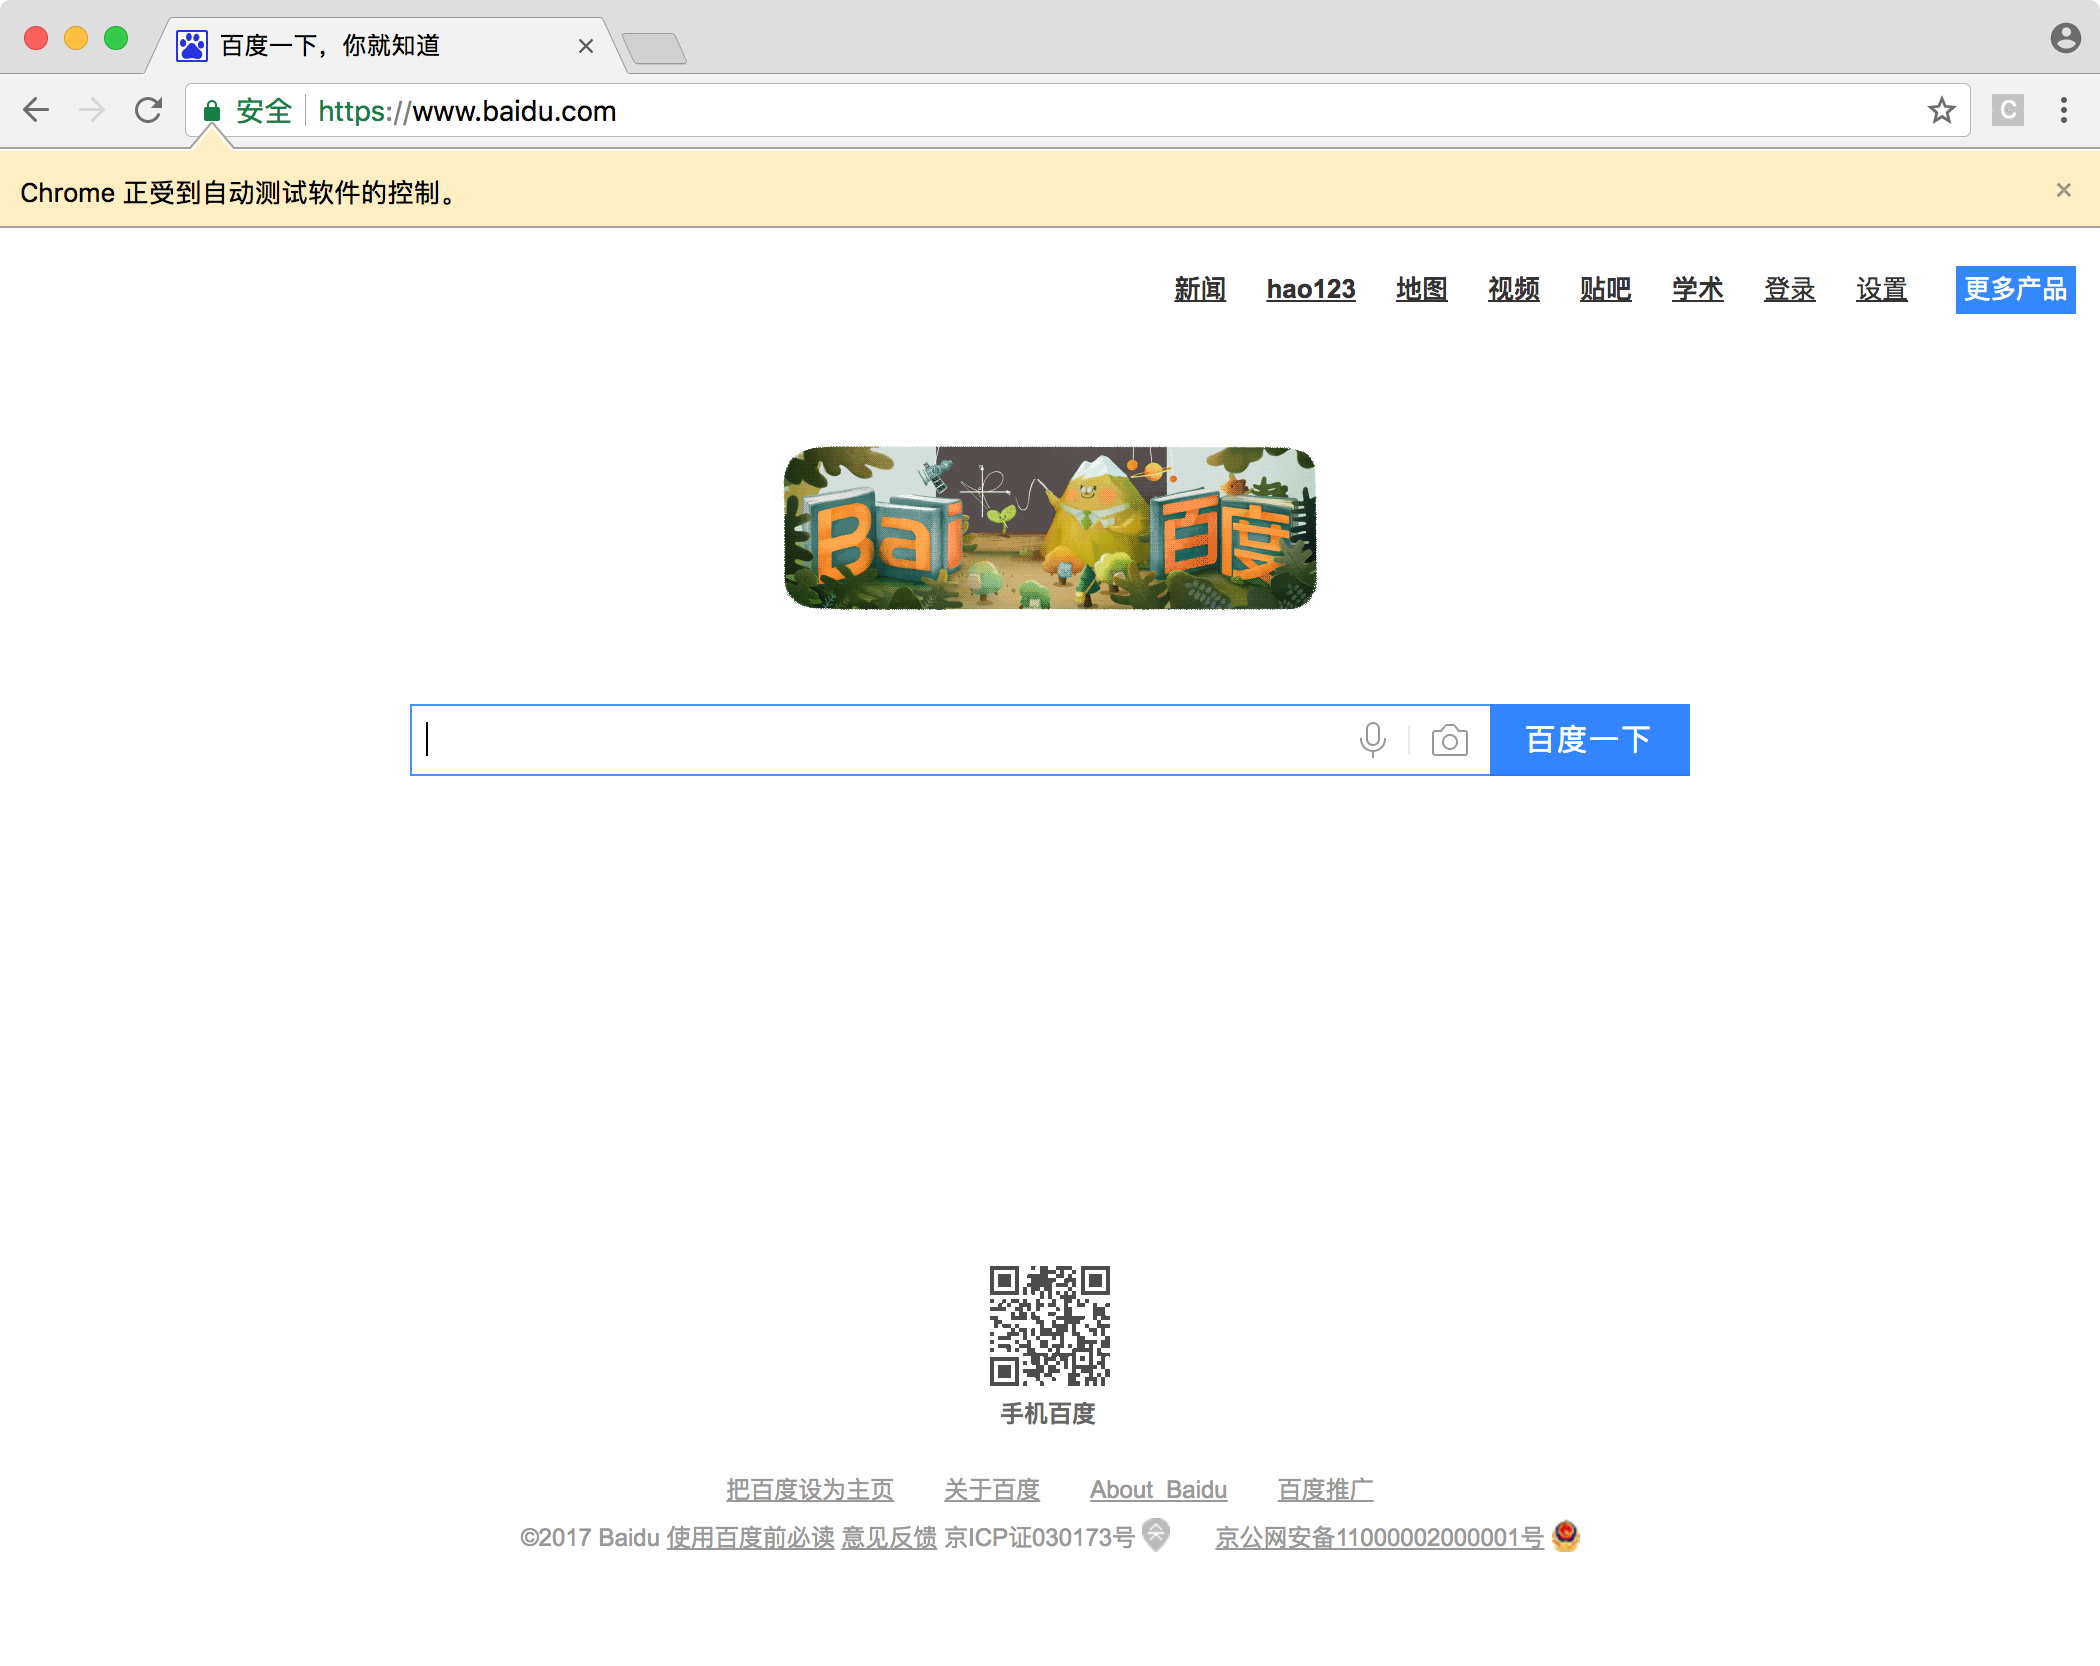 百度一下，你就知道
安全 https://www.baidu.com
C
Chrome 正受到自动测试软件的控制。
新闻 hao123 地图 视频 贴吧 学术 登录 设置 更多产品
Bai 百度
百度一下
手机百度
把百度设为主页 关于百度 About Baidu 百度推广
©2017 Baidu 使用百度前必读 意见反馈 京ICP证030173号 京公网安备11000002000001号